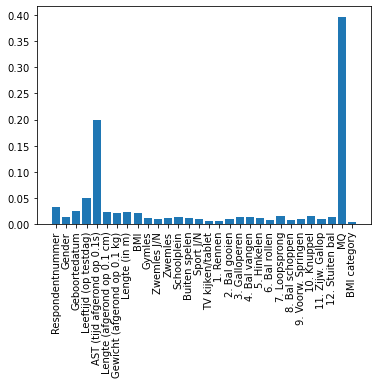 0.40
0.35
0.30
0.25
0.20
0.15
0.10
0.05
0.00
Respondentnummer
Gender
Geboortedatum
Leeftijd (op testdag)
AST (tijd afgerond op 0.1s)
Lengte (afgerond op 0.1 cm)
Gewicht (afgerond op 0.1 kg)
Lengte (in m)
BMI
Gymles
Zwemles J/N
Zwemles
Schoolplein
Buiten spelen
Sport J/N
TV kijken/tablet
1. Rennen
2. Bal gooien
3. Galloperen
4. Bal vangen
5. Hinkelen
6. Bal rollen
7. Loopsprong
8. Bal schoppen
9. Voorw. Springen
10. Knuppel
11. Zijw. Gallop
12. Stuiten bal
MQ
BMI category